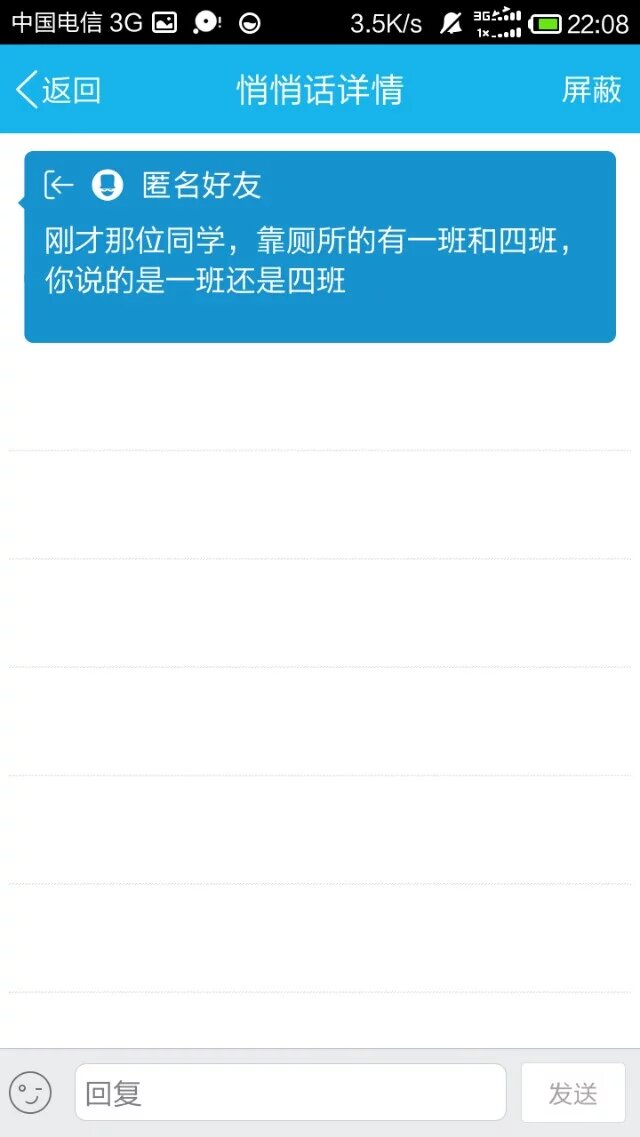 中国电信 3G 3.5K/s 3G 1x 22:08
返回 悄悄话详情 屏蔽
匿名好友
刚才那位同学，靠厕所的有一班和四班，
你说的是一班还是四班
回复 发送